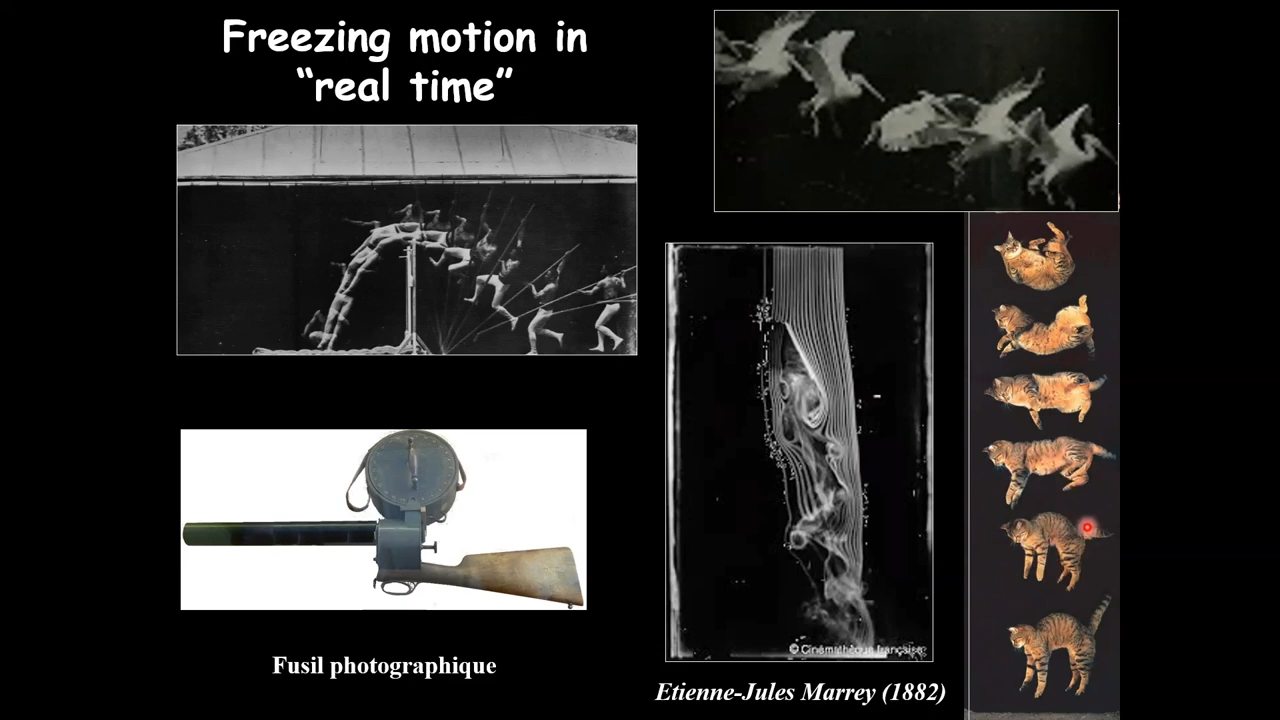 Freezing motion in
“real time”
© Cinémathèque française
Fusil photographique
Etienne-Jules Marrey (1882)